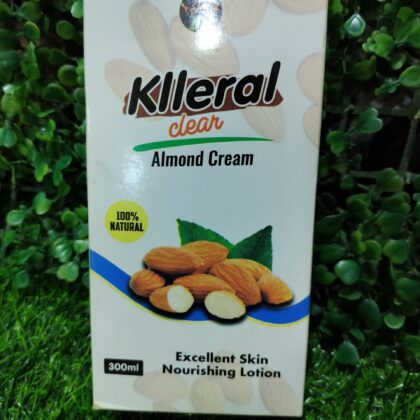 Klleral
clear
Almond Cream
100%
NATURAL
300ml
Excellent Skin
Nourishing Lotion